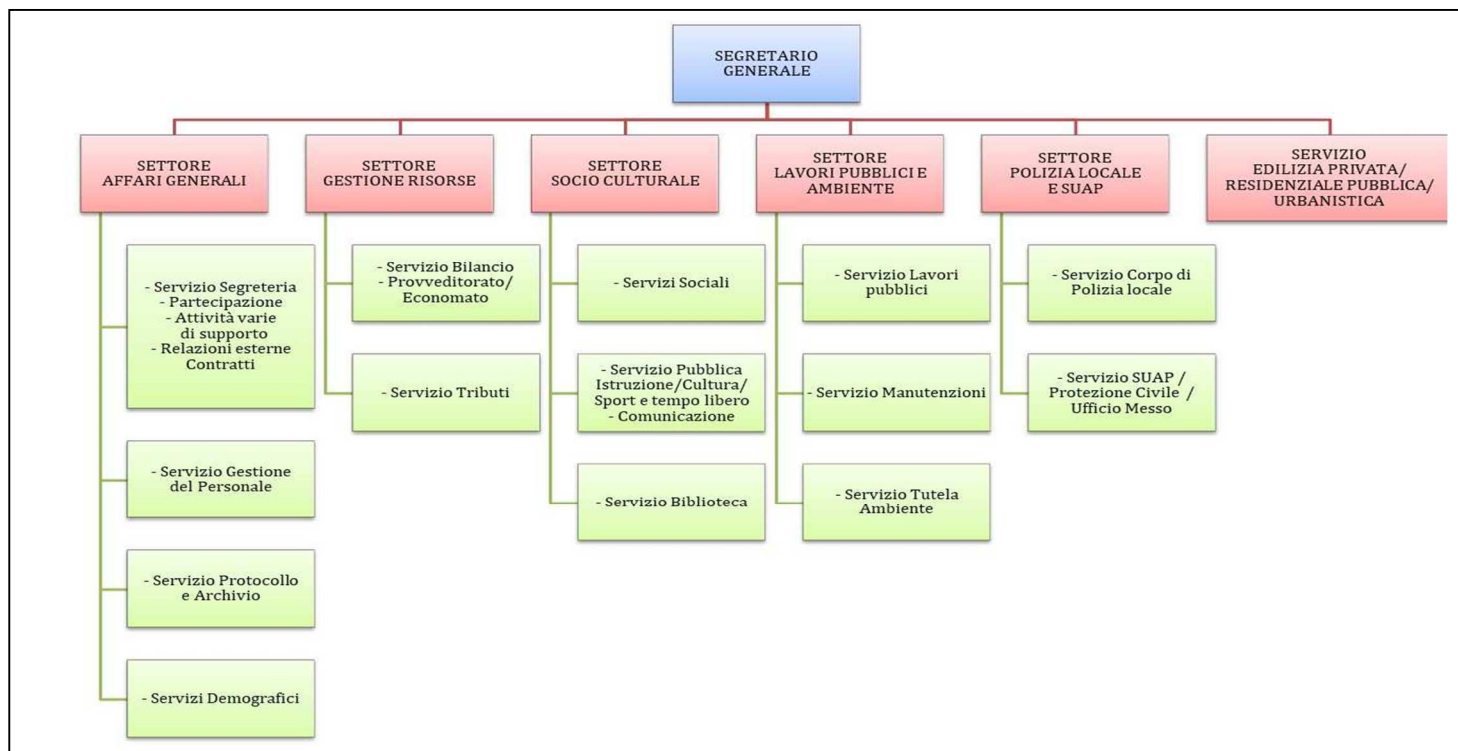 SEGRETARIO
GENERALE
SETTORE
AFFARI GENERALI
SETTORE
GESTIONE RISORSE
SETTORE
SOCIO CULTURALE
SETTORE
LAVORI PUBBLICI E
AMBIENTE
SETTORE
POLIZIA LOCALE
E SUAP
SERVIZIO
EDILIZIA PRIVATA/
RESIDENZIALE PUBBLICA/
URBANISTICA
- Servizio Segreteria
- Partecipazione
- Attività varie
di supporto
- Relazioni esterne
Contratti
- Servizio Gestione
del Personale
- Servizio Protocollo
e Archivio
- Servizi Demografici
- Servizio Bilancio
- Provveditorato/
Economato
- Servizio Tributi
- Servizi Sociali
- Servizio Pubblica
Istruzione/Cultura/
Sport e tempo libero
- Comunicazione
- Servizio Biblioteca
- Servizio Lavori
pubblici
- Servizio Manutenzioni
- Servizio Tutela
Ambiente
- Servizio Corpo di
Polizia locale
- Servizio SUAP /
Protezione Civile /
Ufficio Messo